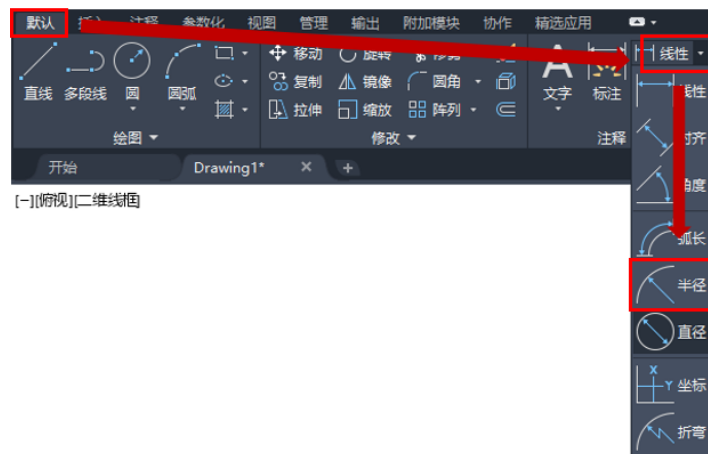 默认 插入 注释 参数化 视图 管理 输出 附加模块 协作 精选应用
移动 旋转 修剪 线性
直线 多段线 圆 圆弧 复制 镜像 圆角 文字 标注 线性
拉伸 缩放 阵列
绘图 修改 注释 对齐
开始 Drawing1* 角度
[−][俯视][二维线框]
弧长
半径
直径
X
Y 坐标
折弯